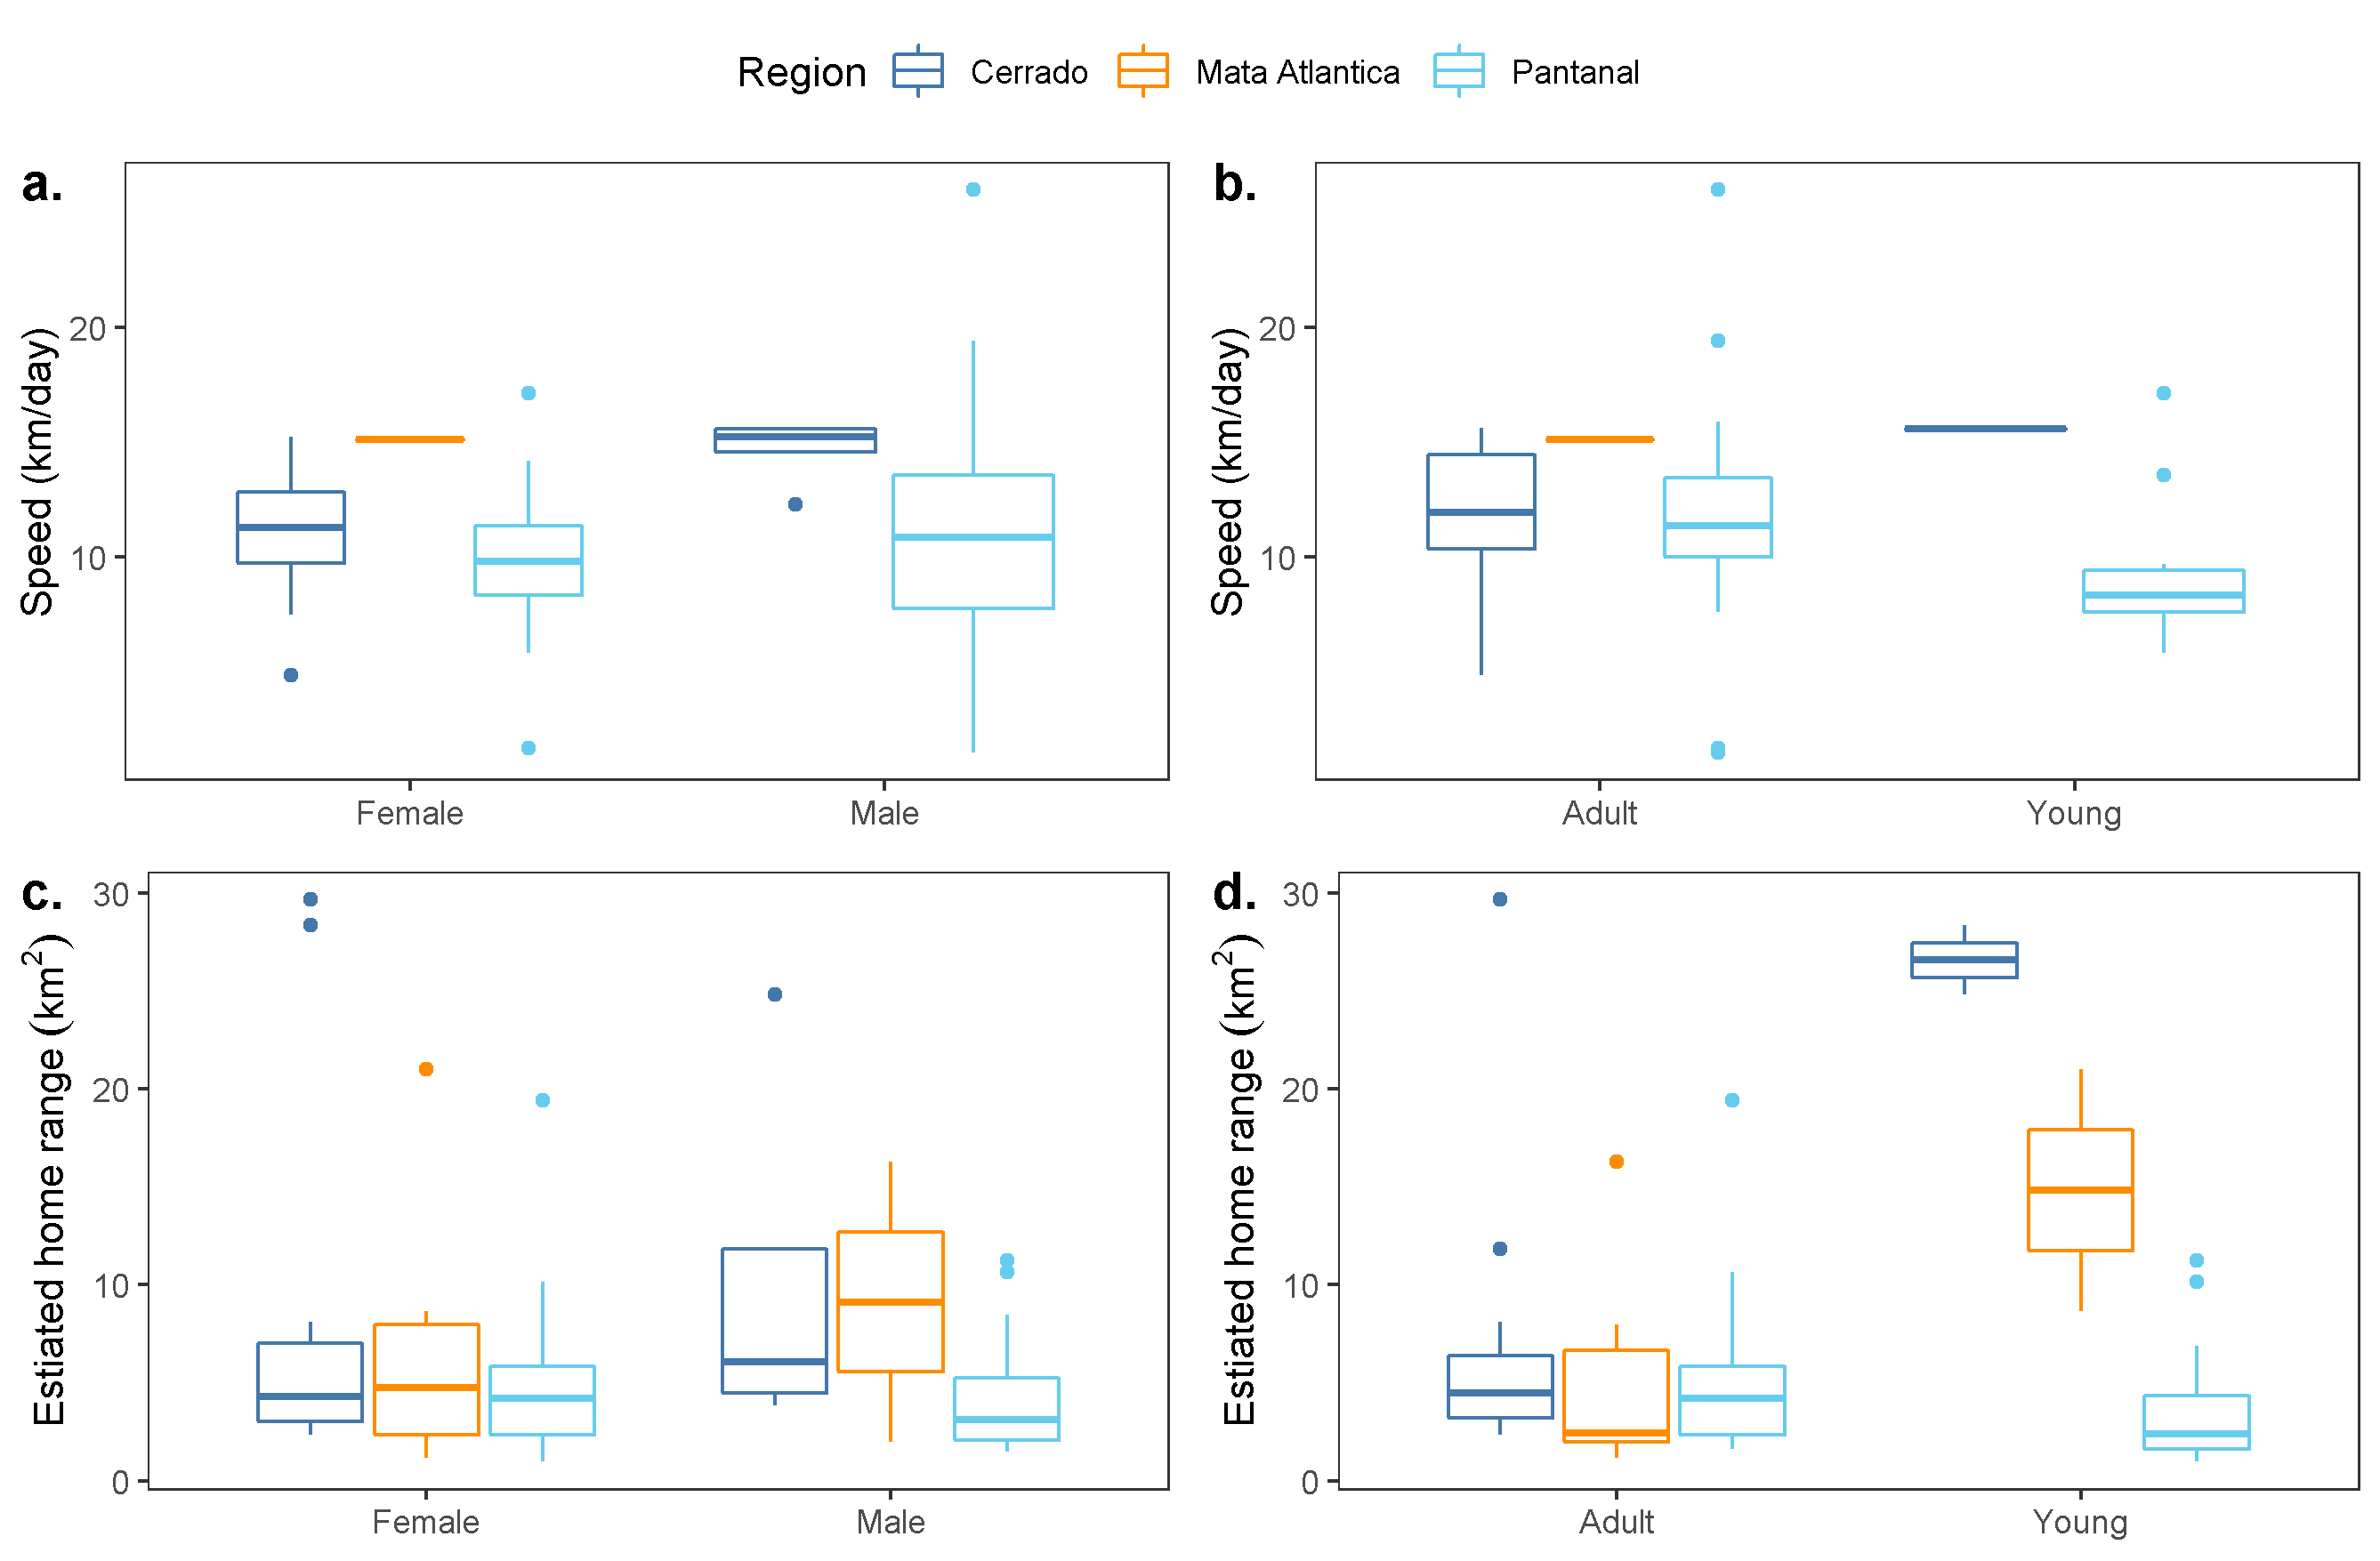 Region Cerrado Mata Atlantica Pantanal
a.
Speed (km/day)
20
10
Female Male
b.
Speed (km/day)
20
10
Adult Young
c.
Estiated home range (km²)
30
20
10
0
Female Male
d.
Estiated home range (km²)
30
20
10
0
Adult Young